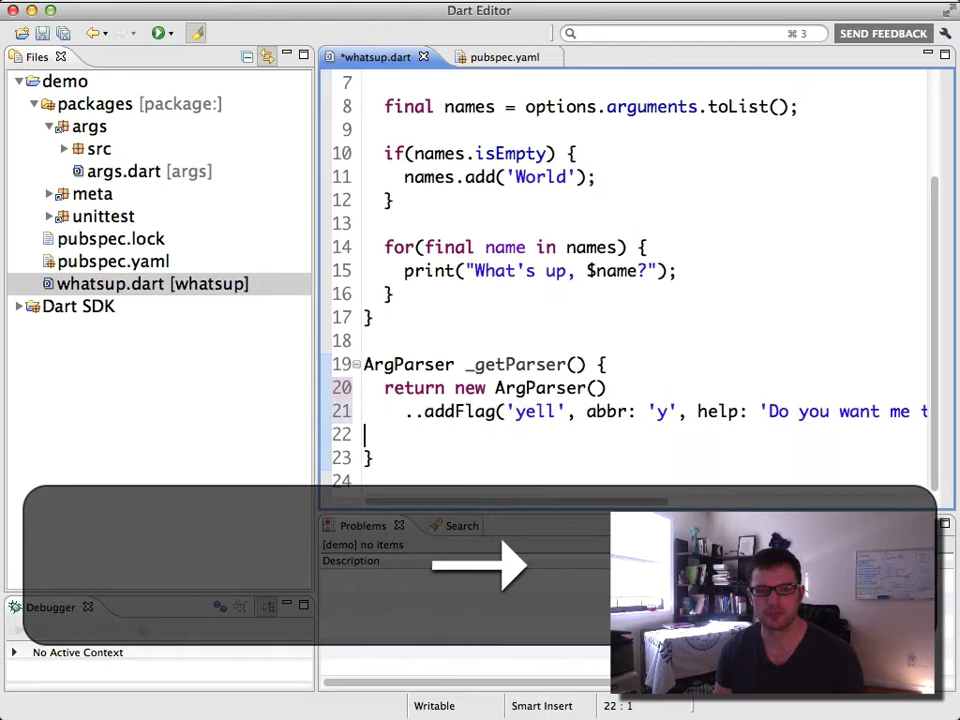 Dart Editor
⌘ 3
SEND FEEDBACK
Files
*whatsup.dart
pubspec.yaml
demo
packages [package:]
args
src
args.dart [args]
meta
unittest
pubspec.lock
pubspec.yaml
whatsup.dart [whatsup]
Dart SDK
7
8 final names = options.arguments.toList();
9
10 if(names.isEmpty) {
11 names.add('World');
12 }
13
14 for(final name in names) {
15 print("What's up, $name?");
16 }
17 }
18
19 ArgParser _getParser() {
20 return new ArgParser()
21 ..addFlag('yell', abbr: 'y', help: 'Do you want me t
22
23 }
24
Problems
Search
[demo] no items
Description
Debugger
No Active Context
Writable
Smart Insert
22 : 1